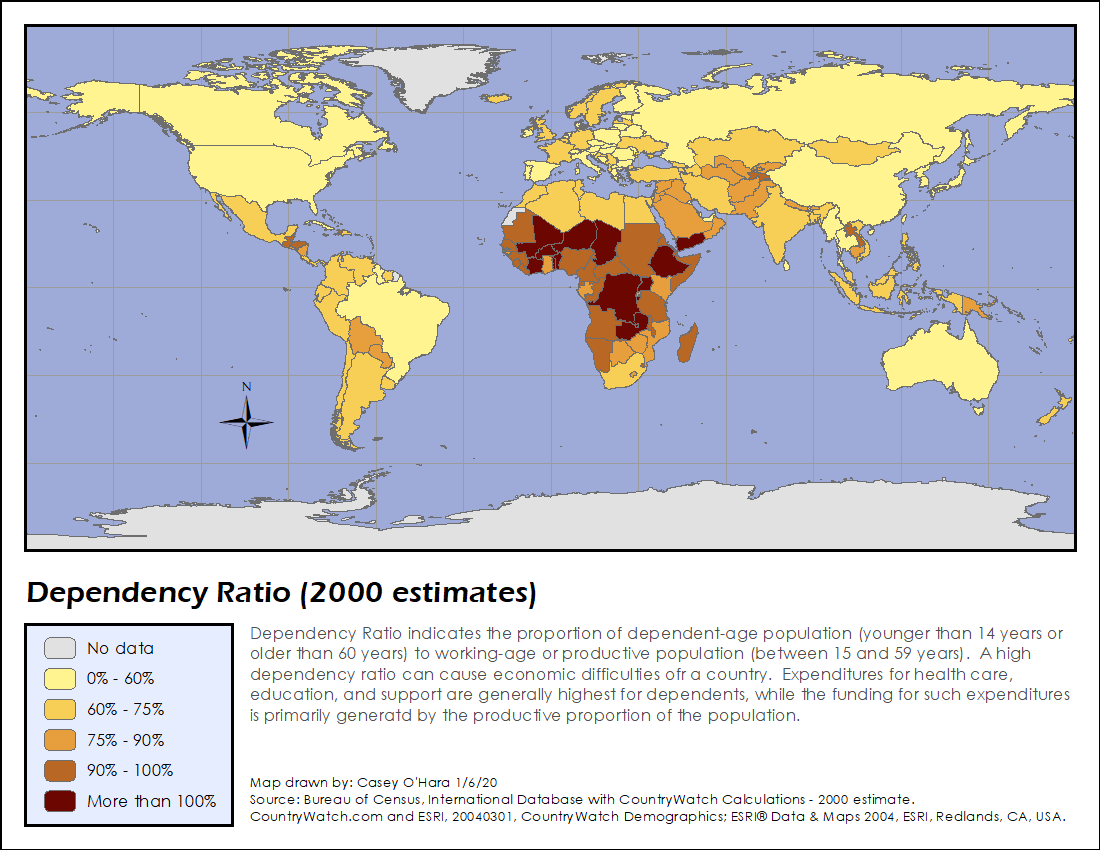 N
Dependency Ratio (2000 estimates)
No data
0% - 60%
60% - 75%
75% - 90%
90% - 100%
More than 100%
Dependency Ratio indicates the proportion of dependent-age population (younger than 14 years or
older than 60 years) to working-age or productive population (between 15 and 59 years).  A high
dependency ratio can cause economic difficulties ofr a country.  Expenditures for health care,
education, and support are generally highest for dependents, while the funding for such expenditures
is primarily generatd by the productive proportion of the population.
Map drawn by: Casey O'Hara 1/6/20
Source: Bureau of Census, International Database with CountryWatch Calculations - 2000 estimate.
CountryWatch.com and ESRI, 20040301, CountryWatch Demographics; ESRI® Data & Maps 2004, ESRI, Redlands, CA, USA.